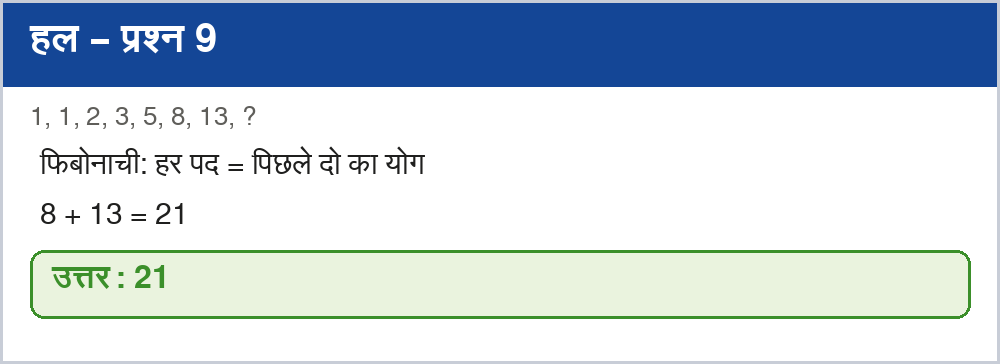 हल – प्रश्न 9
1, 1, 2, 3, 5, 8, 13, ?
फिबोनाची: हर पद = पिछले दो का योग
8 + 13 = 21
उत्तर : 21